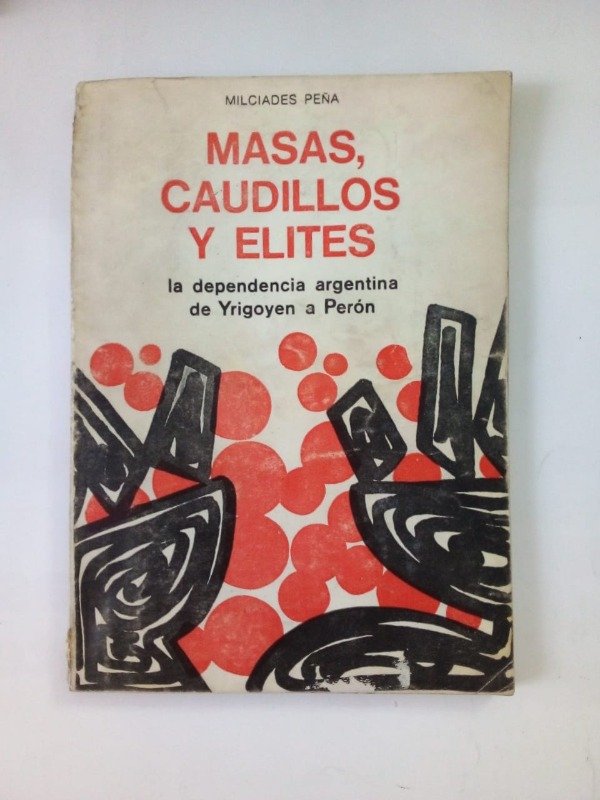 MILCIADES PEÑA
MASAS,
CAUDILLOS
Y ELITES
la dependencia argentina
de Yrigoyen a Perón